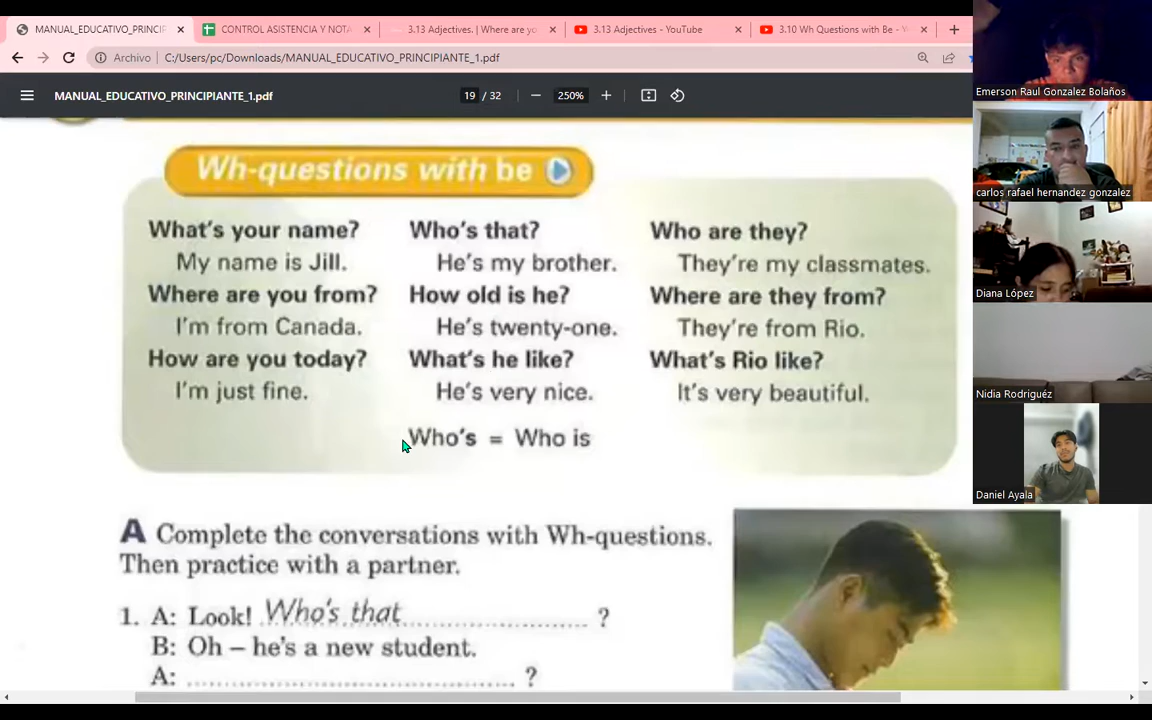 MANUAL_EDUCATIVO_PRINCIP
CONTROL ASISTENCIA Y NOTA
3.13 Adjectives. | Where are yo
3.13 Adjectives - YouTube
3.10 Wh Questions with Be -
Archivo
C:/Users/pc/Downloads/MANUAL_EDUCATIVO_PRINCIPIANTE_1.pdf
MANUAL_EDUCATIVO_PRINCIPIANTE_1.pdf
19 / 32
250%
Wh-questions with be
What's your name?
My name is Jill.
Where are you from?
I'm from Canada.
How are you today?
I'm just fine.
Who's that?
He's my brother.
How old is he?
He's twenty-one.
What's he like?
He's very nice.
Who's = Who is
Who are they?
They're my classmates.
Where are they from?
They're from Rio.
What's Rio like?
It's very beautiful.
A Complete the conversations with Wh-questions.
Then practice with a partner.
1. A: Look! Who's that ?
B: Oh – he's a new student.
A: ?
Emerson Raul Gonzalez Bolaños
carlos rafael hernandez gonzalez
Diana López
Nidia Rodriguéz
Daniel Ayala